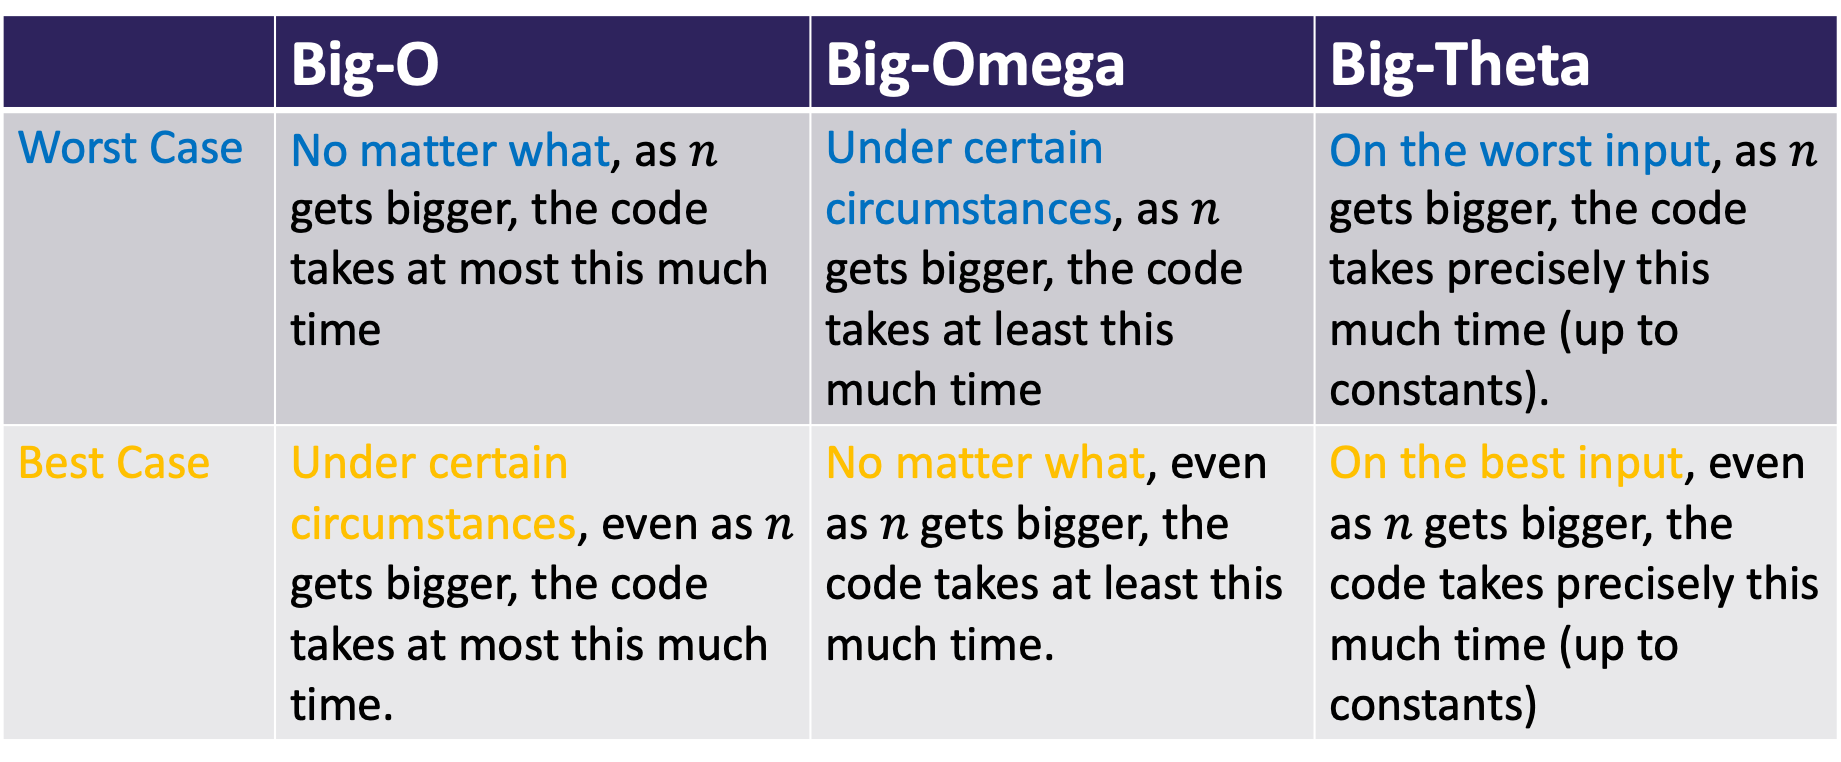 Big-O
Big-Omega
Big-Theta
Worst Case
No matter what, as n
gets bigger, the code
takes at most this much
time
Under certain
circumstances, as n
gets bigger, the code
takes at least this
much time
On the worst input, as n
gets bigger, the code
takes precisely this
much time (up to
constants).
Best Case
Under certain
circumstances, even as n
gets bigger, the code
takes at most this much
time.
No matter what, even
as n gets bigger, the
code takes at least this
much time.
On the best input, even
as n gets bigger, the
code takes precisely this
much time (up to
constants)